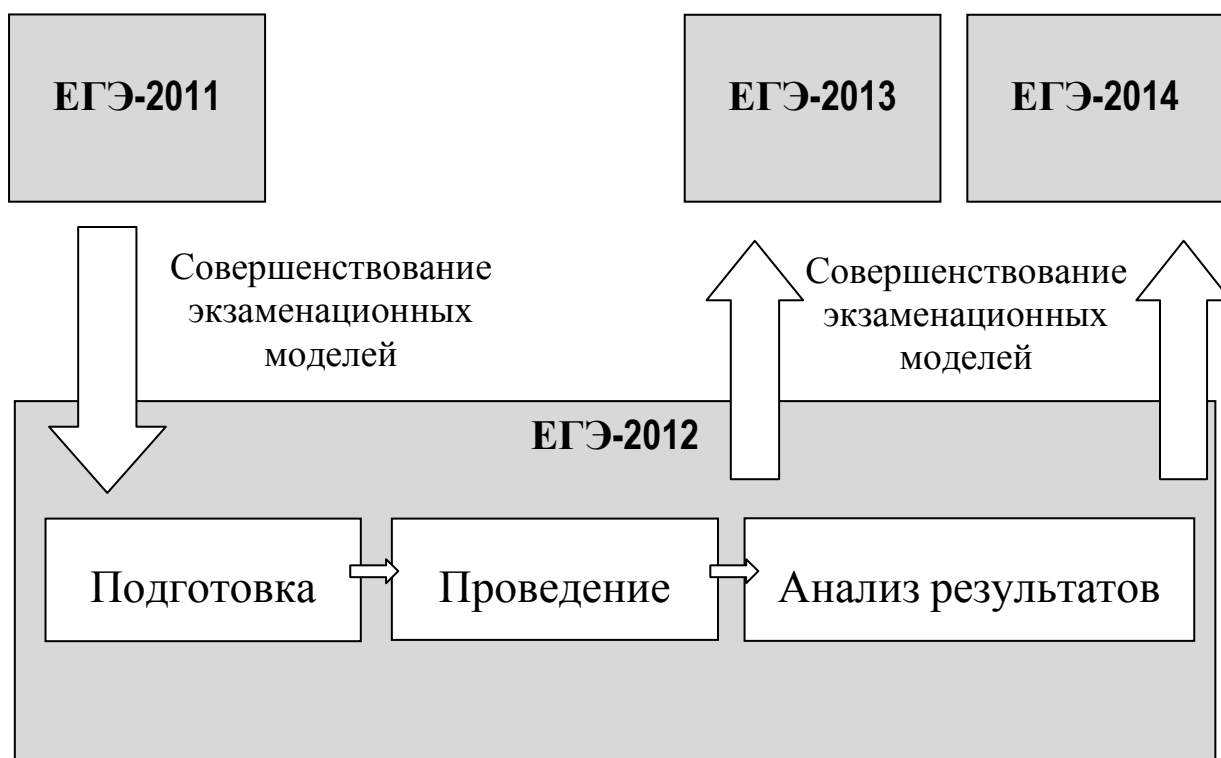 ЕГЭ-2011
ЕГЭ-2013
ЕГЭ-2014
Совершенствование
экзаменационных
моделей
Совершенствование
экзаменационных
моделей
ЕГЭ-2012
Подготовка
Проведение
Анализ результатов